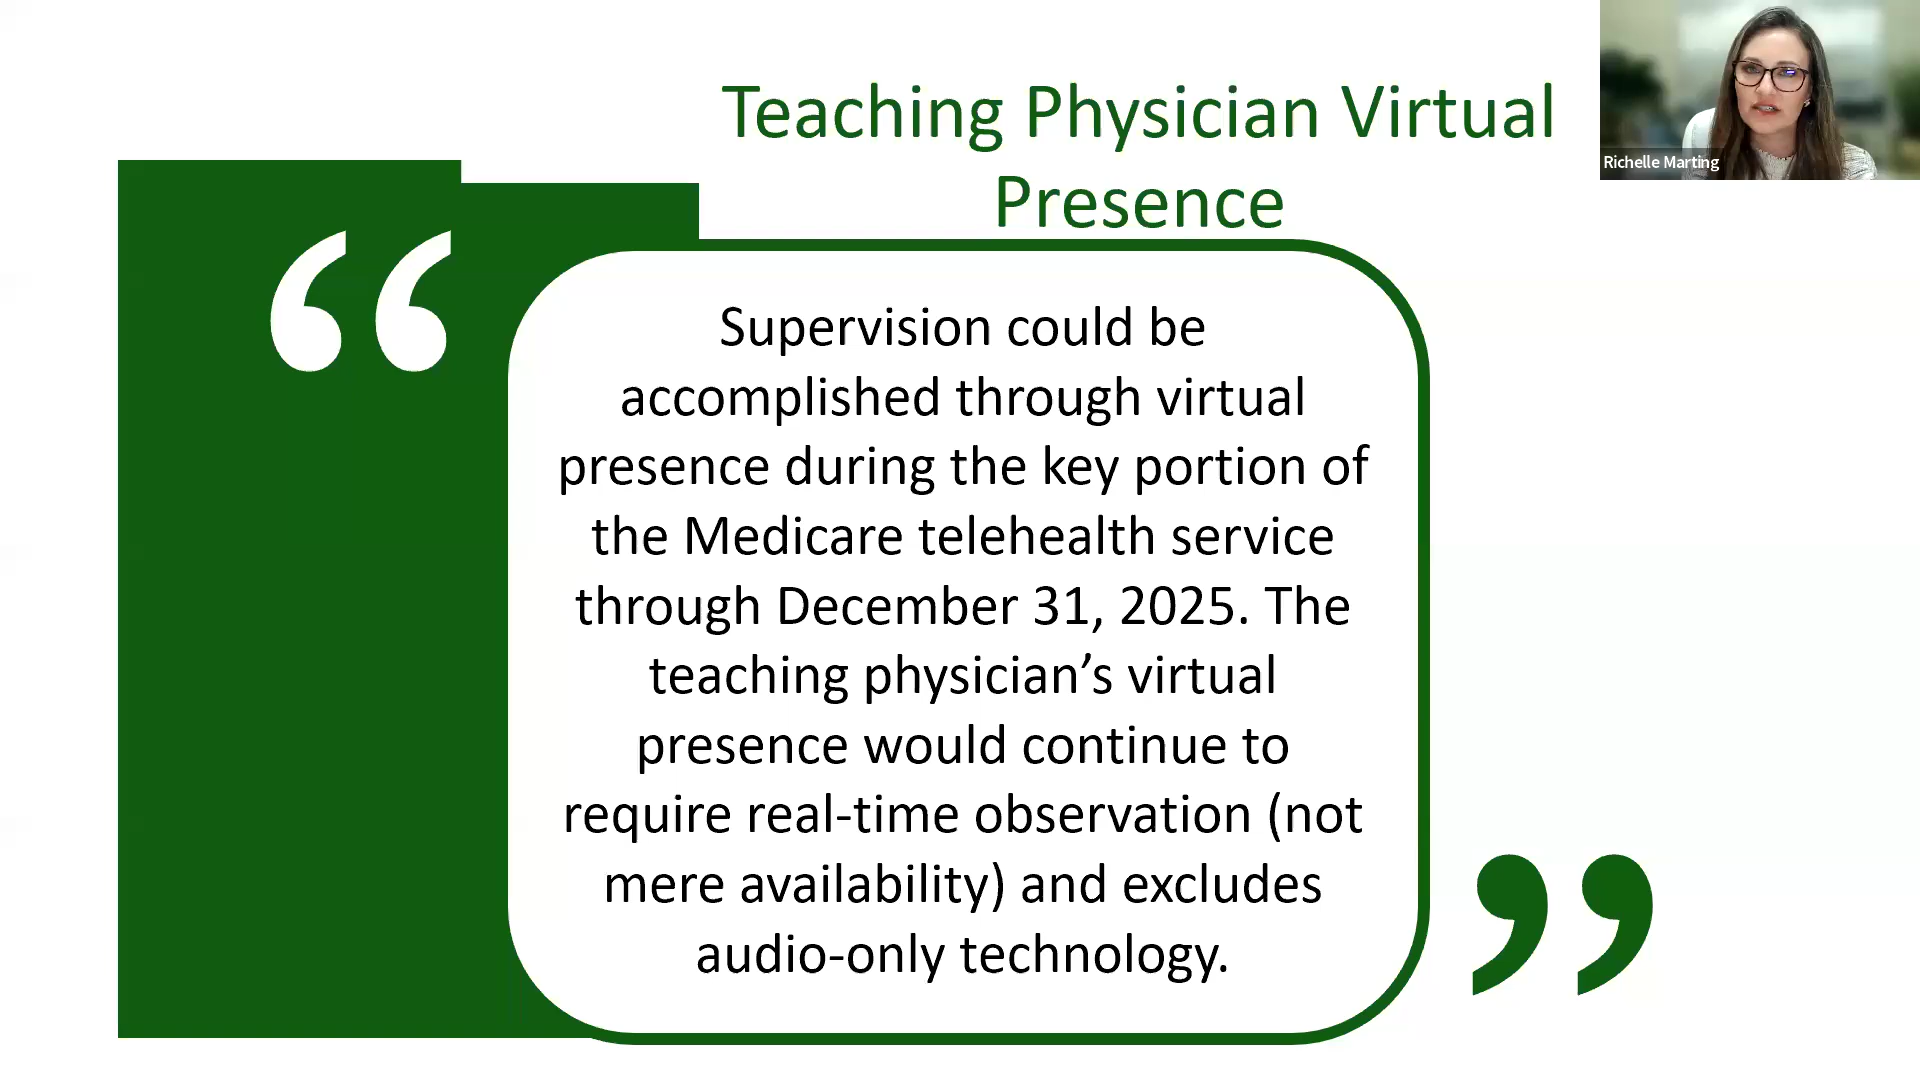 Teaching Physician Virtual
Presence
Richelle Marting
“
Supervision could be
accomplished through virtual
presence during the key portion of
the Medicare telehealth service
through December 31, 2025. The
teaching physician’s virtual
presence would continue to
require real-time observation (not
mere availability) and excludes
audio-only technology.
”